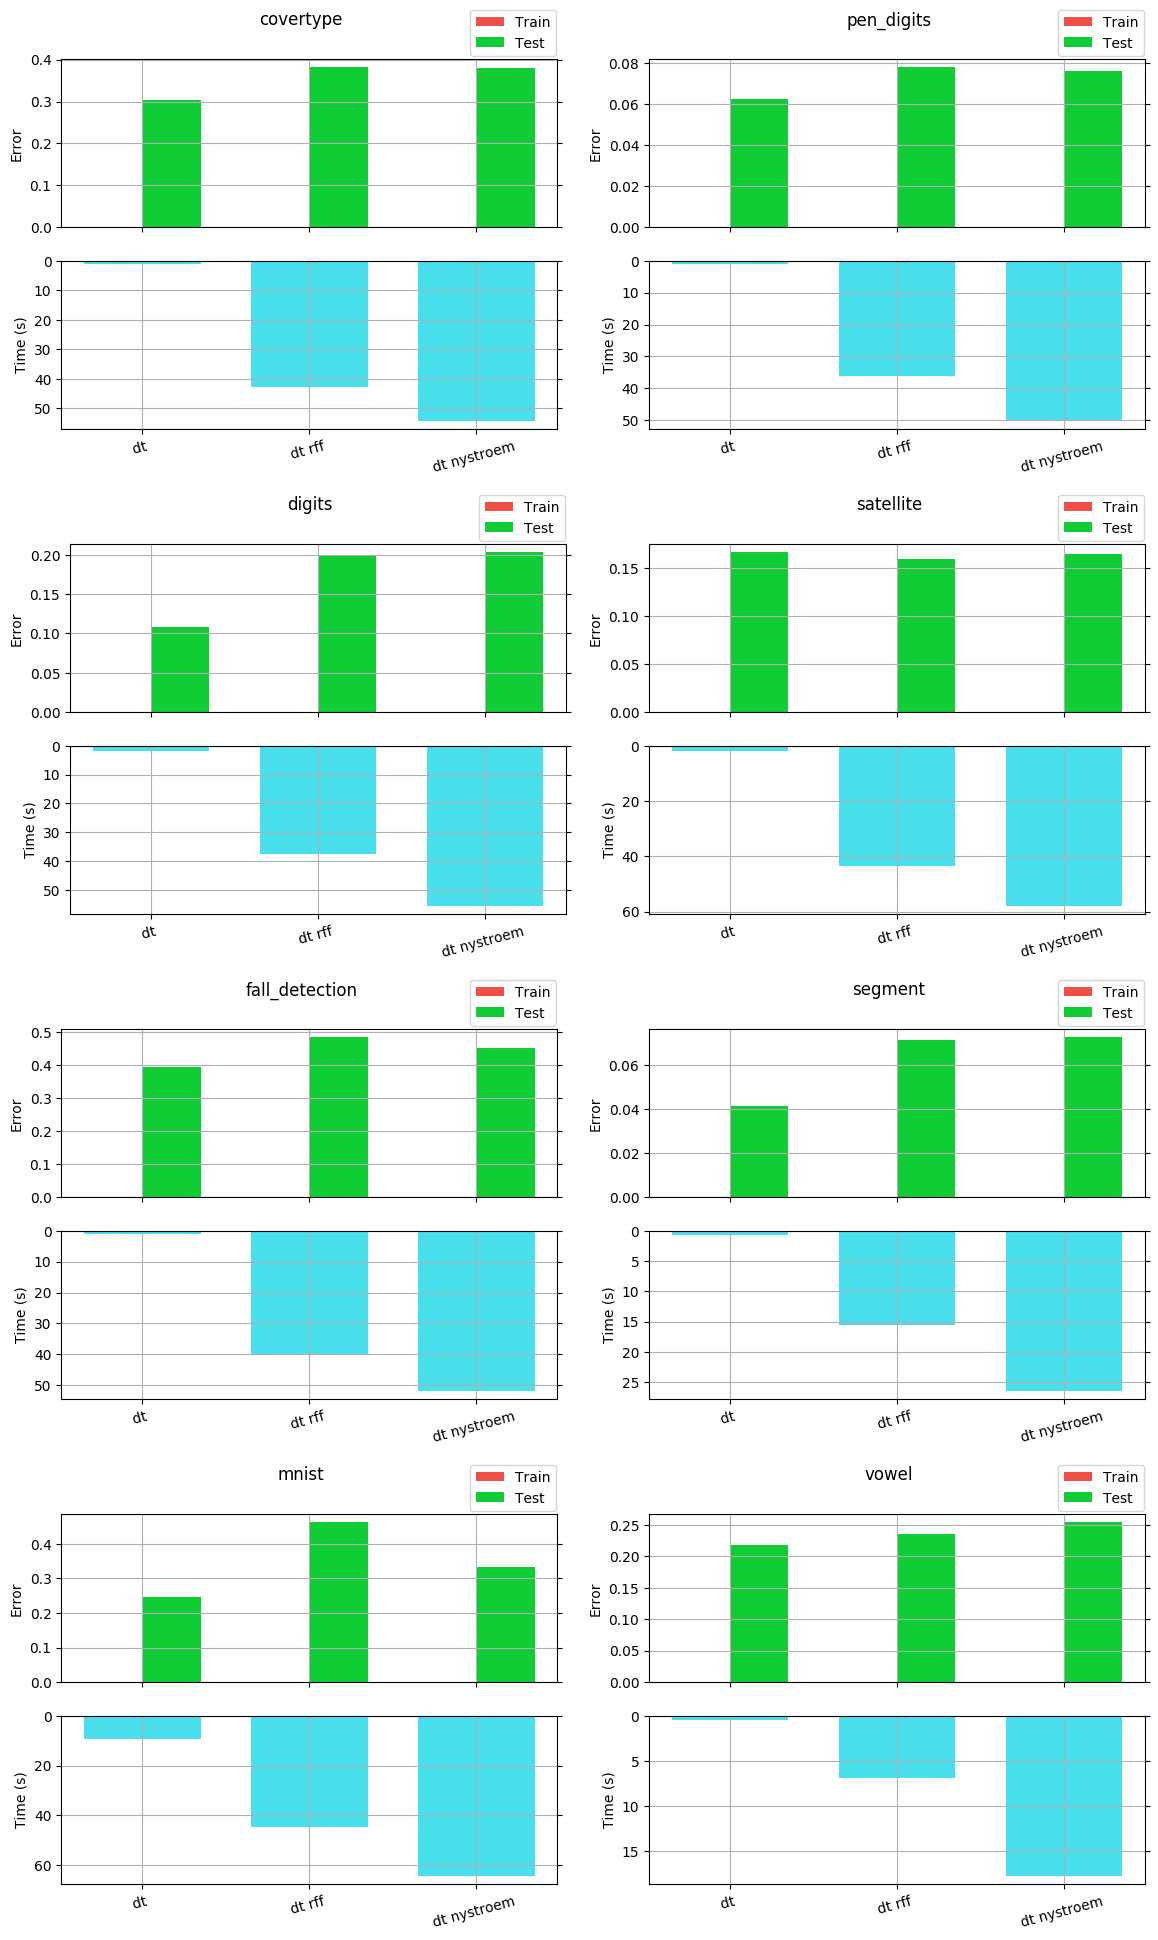 covertype
Train
Test
0.4
0.3
0.2
0.1
0.0
Error
0
10
20
30
40
50
Time (s)
dt
dt rff
dt nystroem
pen_digits
Train
Test
0.08
0.06
0.04
0.02
0.00
Error
0
10
20
30
40
50
Time (s)
dt
dt rff
dt nystroem
digits
Train
Test
0.20
0.15
0.10
0.05
0.00
Error
0
10
20
30
40
50
Time (s)
dt
dt rff
dt nystroem
satellite
Train
Test
0.15
0.10
0.05
0.00
Error
0
20
40
60
Time (s)
dt
dt rff
dt nystroem
fall_detection
Train
Test
0.5
0.4
0.3
0.2
0.1
0.0
Error
0
10
20
30
40
50
Time (s)
dt
dt rff
dt nystroem
segment
Train
Test
0.06
0.04
0.02
0.00
Error
0
5
10
15
20
25
Time (s)
dt
dt rff
dt nystroem
mnist
Train
Test
0.4
0.3
0.2
0.1
0.0
Error
0
20
40
60
Time (s)
dt
dt rff
dt nystroem
vowel
Train
Test
0.25
0.20
0.15
0.10
0.05
0.00
Error
0
5
10
15
Time (s)
dt
dt rff
dt nystroem